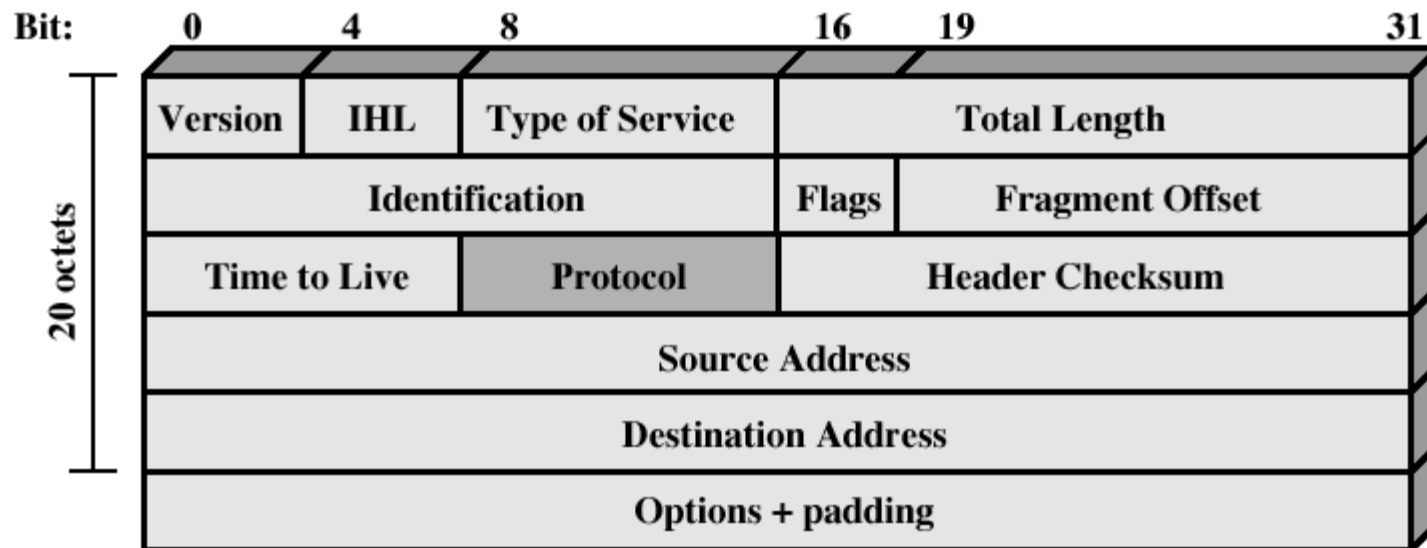 Bit: 0 4 8 16 19 31
Version IHL Type of Service Total Length
Identification Flags Fragment Offset
Time to Live Protocol Header Checksum
Source Address
Destination Address
Options + padding
20 octets